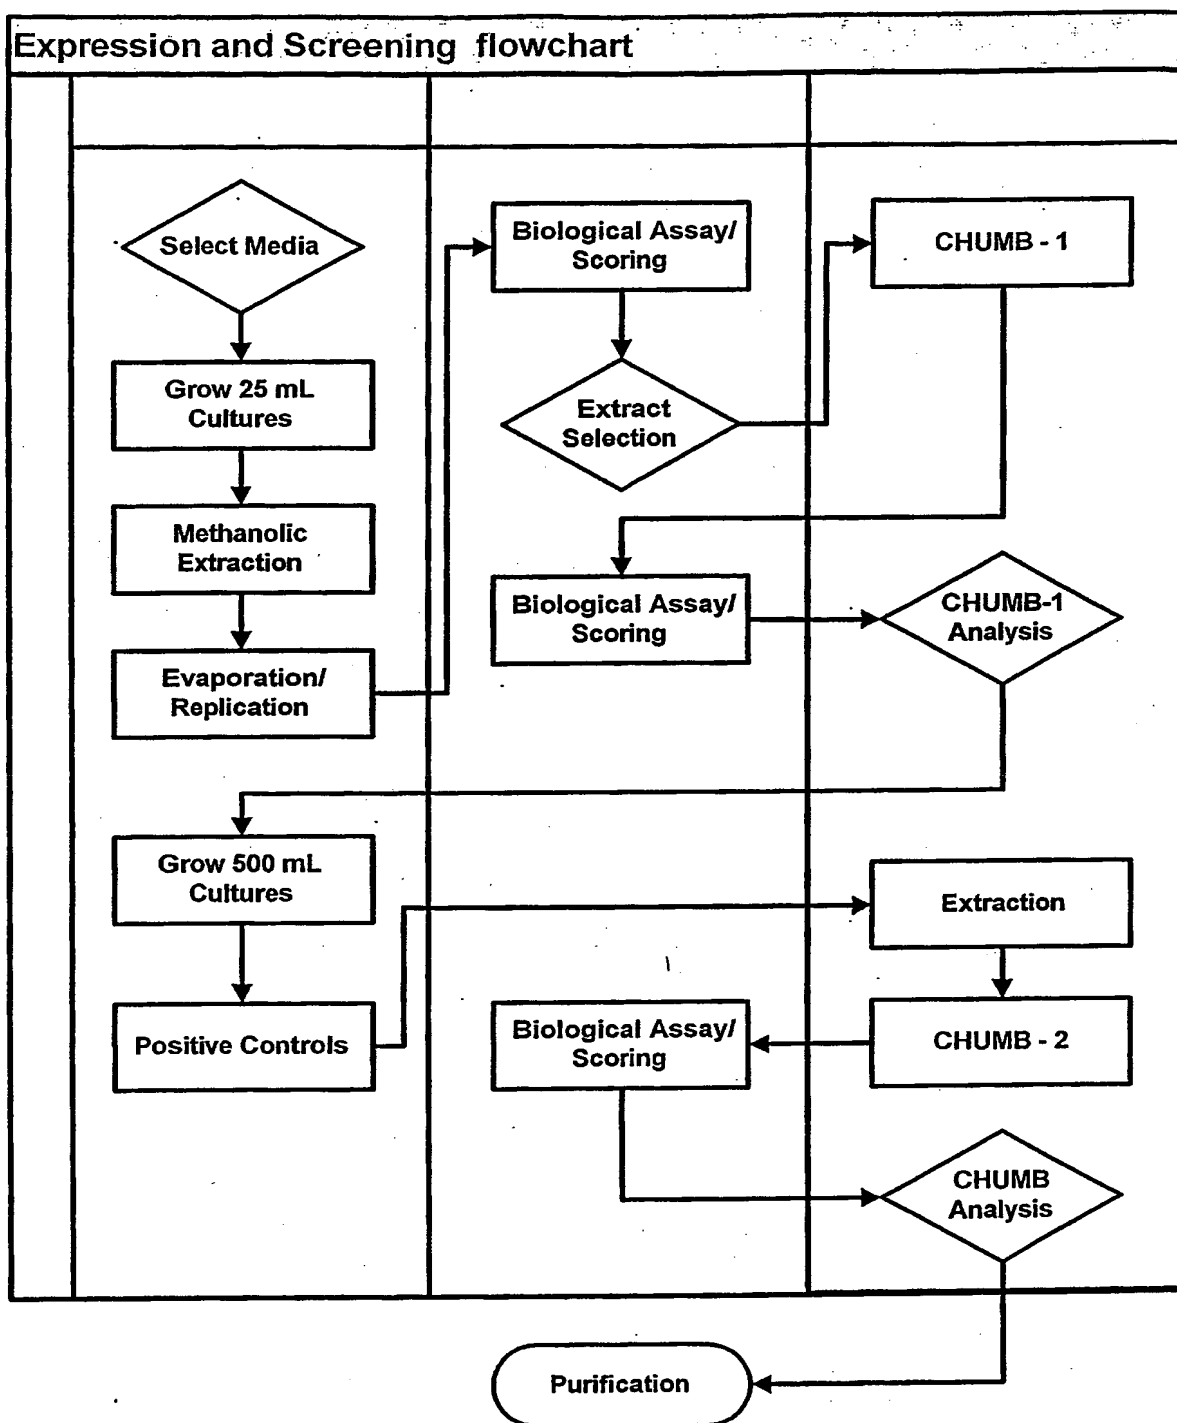 Expression and Screening flowchart
Select Media
Grow 25 mL
Cultures
Methanolic
Extraction
Evaporation/
Replication
Biological Assay/
Scoring
Extract
Selection
CHUMB - 1
Biological Assay/
Scoring
CHUMB-1
Analysis
Grow 500 mL
Cultures
Positive Controls
Extraction
CHUMB - 2
Biological Assay/
Scoring
CHUMB
Analysis
Purification